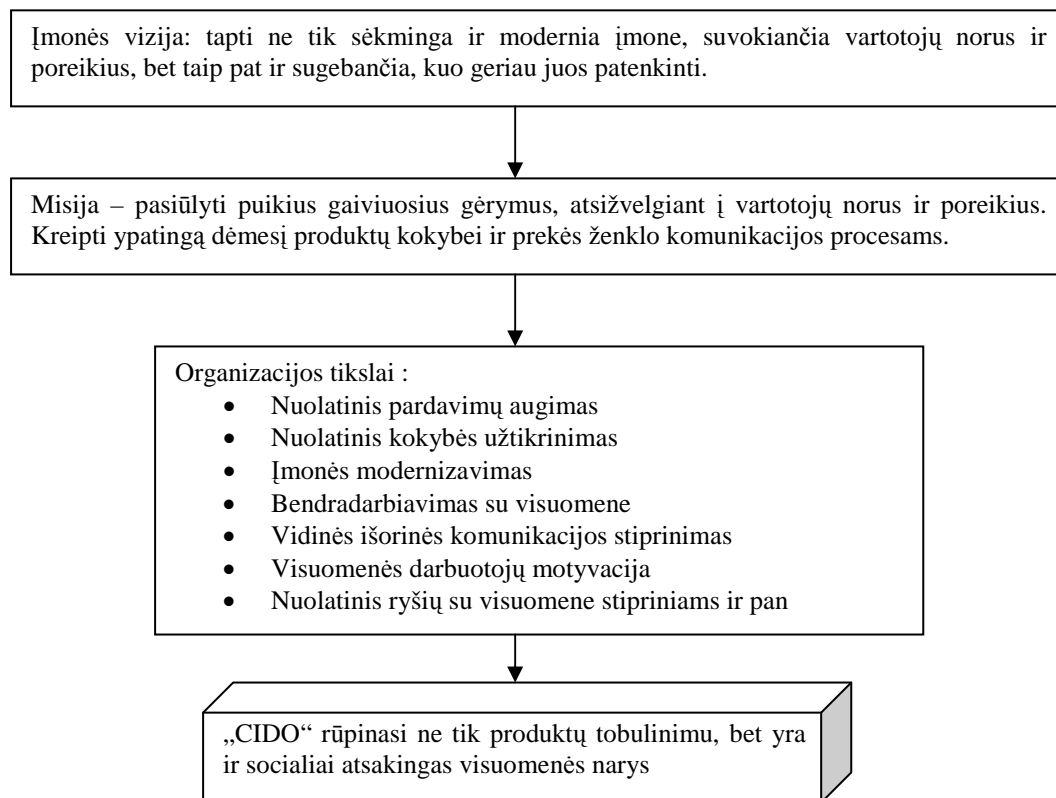 Įmonės vizija: tapti ne tik sėkminga ir modernia įmone, suvokiančia vartotojų norus ir
poreikius, bet taip pat ir sugebančia, kuo geriau juos patenkinti.
Misija – pasiūlyti puikius gaiviuosius gėrymus, atsižvelgiant į vartotojų norus ir poreikius.
Kreipti ypatingą dėmesį produktų kokybei ir prekės ženklo komunikacijos procesams.
Organizacijos tikslai :
• Nuolatinis pardavimų augimas
• Nuolatinis kokybės užtikrinimas
• Įmonės modernizavimas
• Bendradarbiavimas su visuomene
• Vidinės išorinės komunikacijos stiprinimas
• Visuomenės darbuotojų motyvacija
• Nuolatinis ryšių su visuomene stipriniams ir pan
„CIDO“ rūpinasi ne tik produktų tobulinimu, bet yra
ir socialiai atsakingas visuomenės narys